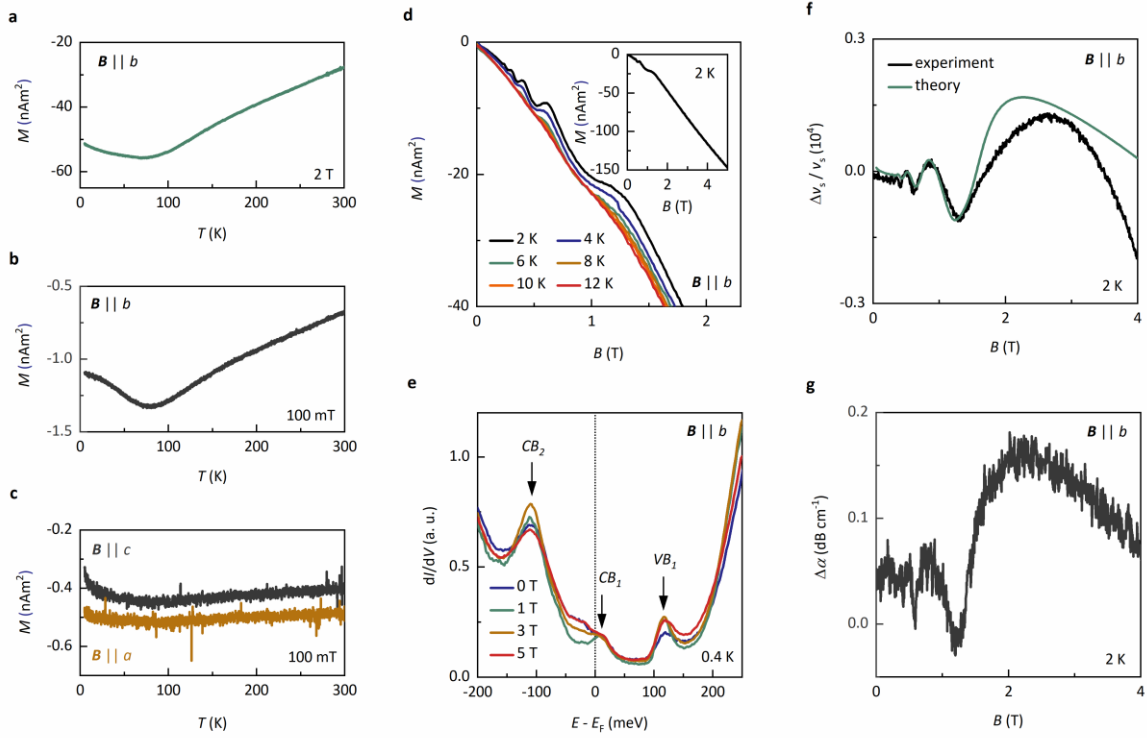 a
B || b
-20
-40
-60
M (nAm²)
0
100
200
300
2 T
T (K)
b
B || b
-0.5
-1.0
-1.5
M (nAm²)
0
100
200
300
100 mT
T (K)
c
B || c
B || a
-0.2
-0.4
-0.6
M (nAm²)
0
100
200
300
100 mT
T (K)
d
0
-20
-40
M (nAm²)
0
1
2
B (T)
2 K
4 K
6 K
8 K
10 K
12 K
B || b
0
-50
-100
-150
M (nAm²)
0
2
4
B (T)
2 K
e
B || b
1.0
0.5
0.0
dI/dV (a. u.)
CB₂
CB₁
VB₁
0 T
1 T
3 T
5 T
0.4 K
-200
-100
0
100
200
E - E_F (meV)
f
0.3
0.0
-0.3
Δv_s / v_s (10⁴)
B || b
experiment
theory
2 K
0
1
2
3
4
B (T)
g
0.2
0.1
0.0
Δα (dB cm⁻¹)
B || b
2 K
0
2
4
B (T)